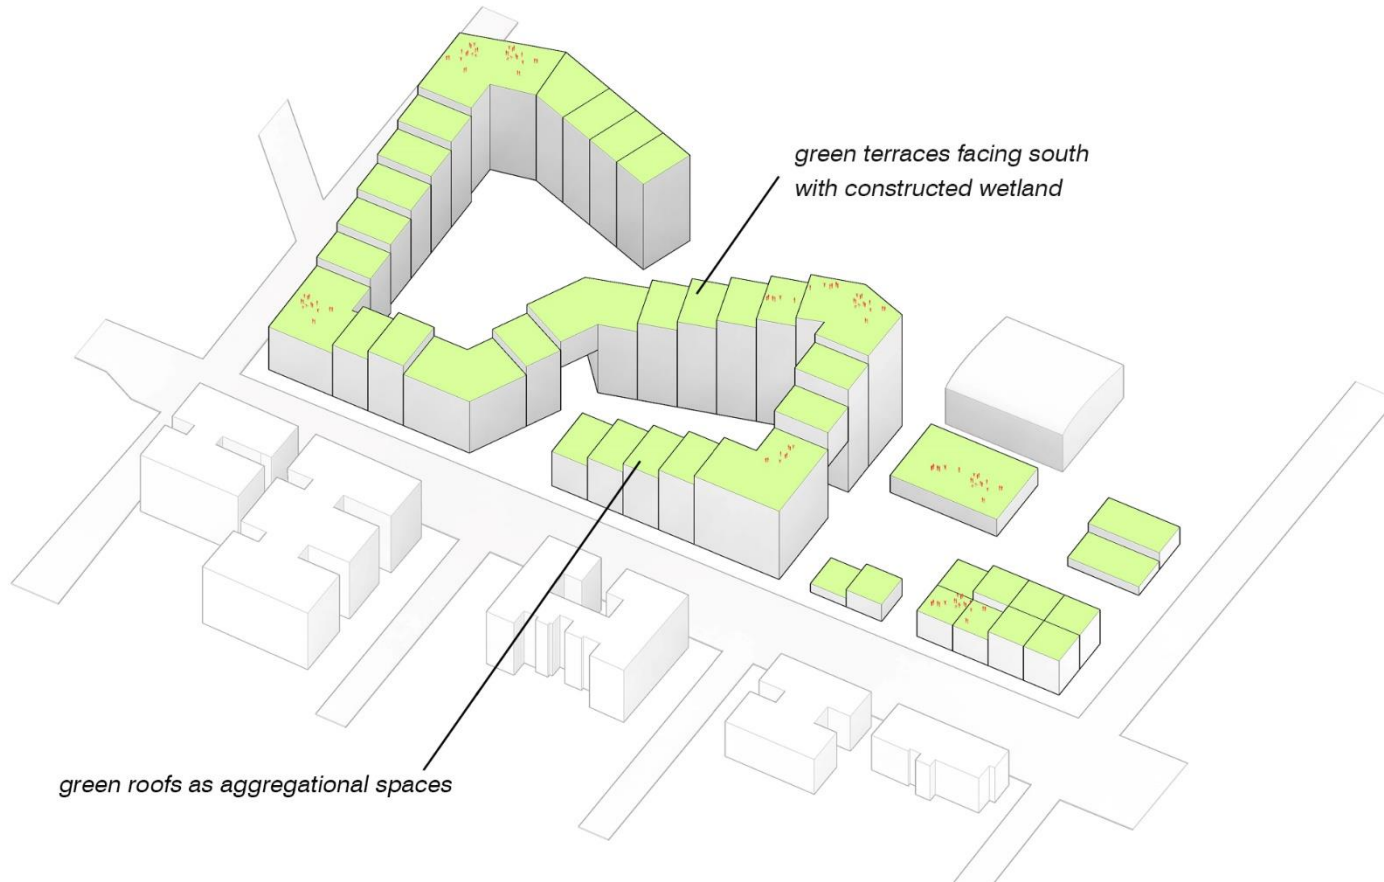 green terraces facing south
with constructed wetland
green roofs as aggregational spaces